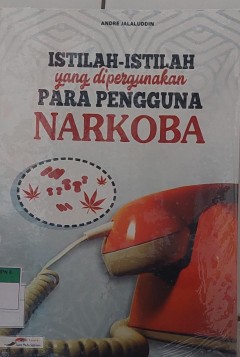 ANDRE JALALUDDIN
ISTILAH-ISTILAH
yang dipergunakan
PARA PENGGUNA
NARKOBA